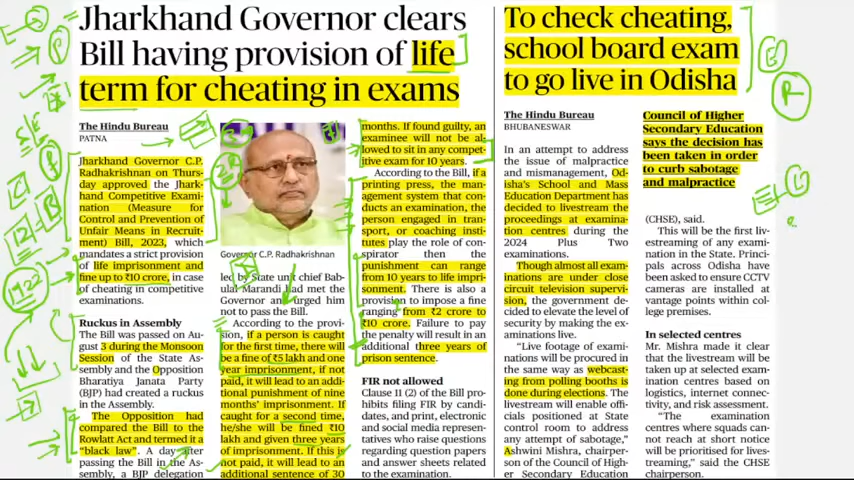 Jharkhand Governor clears
Bill having provision of life
term for cheating in exams
The Hindu Bureau
PATNA
Jharkhand Governor C.P.
Radhakrishnan on Thurs-
day approved the Jhark-
hand Competitive Exami-
nation (Measure for
Control and Prevention of
Unfair Means in Recruit-
ment) Bill, 2023, which
mandates a strict provision
of life imprisonment and
fine up to ₹10 crore, in case
of cheating in competitive
examinations.
Ruckus in Assembly
The Bill was passed on Au-
gust 3 during the Monsoon
Session of the State As-
sembly and the Opposition
Bharatiya Janata Party
(BJP) had created a ruckus
in the Assembly.
The Opposition had
compared the Bill to the
Rowlatt Act and termed it a
“black law”. A day after
passing the Bill in the As-
sembly, a BJP delegation
Governor C.P. Radhakrishnan
led by State unit chief Bab-
ulal Marandi had met the
Governor and urged him
not to pass the Bill.
According to the provi-
sion, if a person is caught
for the first time, there will
be a fine of ₹5 lakh and one
year imprisonment, if not
paid, it will lead to an addi-
tional punishment of nine
months’ imprisonment. If
caught for a second time,
he/she will be fined ₹10
lakh and given three years
of imprisonment. If this is
not paid, it will lead to an
additional sentence of 30
months. If found guilty, an
examinee will not be al-
lowed to sit in any compet-
itive exam for 10 years.
According to the Bill, if a
printing press, the man-
agement system that con-
ducts an examination, the
person engaged in tran-
sport, or coaching insti-
tutes play the role of con-
spirator then the
punishment can range
from 10 years to life impri-
sonment. There is also a
provision to impose a fine
ranging from ₹2 crore to
₹10 crore. Failure to pay
the penalty will result in an
additional three years of
prison sentence.
FIR not allowed
Clause 11 (2) of the Bill pro-
hibits filing FIR by candi-
dates, and print, electronic
and social media represen-
tatives who raise questions
regarding question papers
and answer sheets related
to the examination.
To check cheating,
school board exam
to go live in Odisha
The Hindu Bureau
BHUBANESWAR
In an attempt to address
the issue of malpractice
and mismanagement, Od-
isha’s School and Mass
Education Department has
decided to livestream the
proceedings at examina-
tion centres during the
2024 Plus Two
examinations.
Though almost all exa-
minations are under close
circuit television supervi-
sion, the government de-
cided to elevate the level of
security by making the ex-
aminations live.
“Live footage of exami-
nations will be procured in
the same way as webcast-
ing from polling booths is
done during elections. The
livestream will enable offi-
cials positioned at State
control room to address
any attempt of sabotage,”
Ashwini Mishra, chairper-
son of the Council of High-
er Secondary Education
Council of Higher
Secondary Education
says the decision has
been taken in order
to curb sabotage
and malpractice
(CHSE), said.
This will be the first liv-
estreaming of any examina-
tion in the State. Princi-
pals across Odisha have
been asked to ensure CCTV
cameras are installed at
vantage points within col-
lege premises.
In selected centres
Mr. Mishra made it clear
that the livestream will be
taken up at selected exam-
ination centres based on
logistics, internet connec-
tivity, and risk assessment.
“The examination
centres where squads can-
not reach at short notice
will be prioritised for lives-
treaming,” said the CHSE
chairperson.